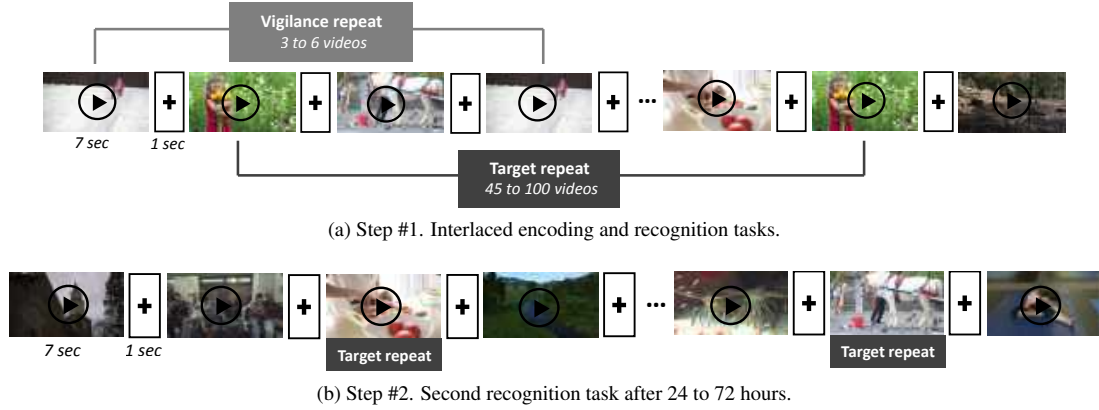 Vigilance repeat
3 to 6 videos
+ + + + ... + +
7 sec 1 sec
Target repeat
45 to 100 videos
(a) Step #1. Interlaced encoding and recognition tasks.
+ + + + ... + +
7 sec 1 sec Target repeat Target repeat
(b) Step #2. Second recognition task after 24 to 72 hours.